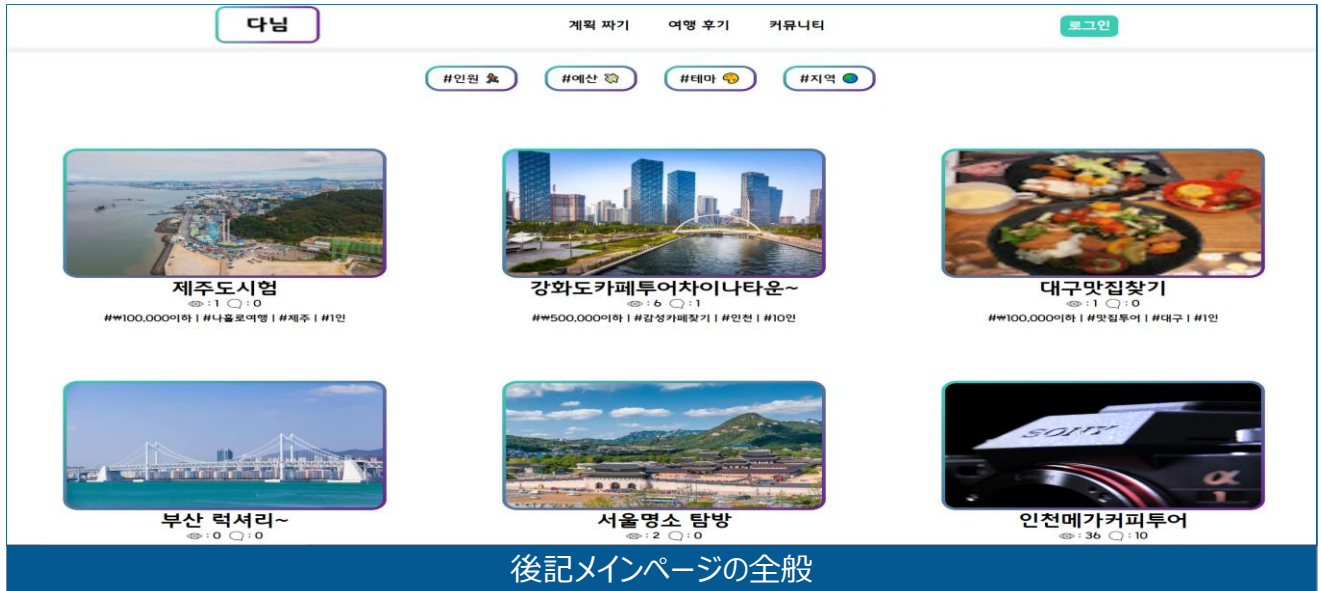 다님
계획 짜기 여행 후기 커뮤니티
로그인
#인원 #예산 #테마 #지역
제주도시험
:1 :0
#₩100,000이하 | #나홀로여행 | #제주 | #1인
강화도카페투어차이나타운~
:6 :1
#₩500,000이하 | #감성카페찾기 | #인천 | #10인
대구맛집찾기
:1 :0
#₩100,000이하 | #맛집투어 | #대구 | #1인
부산 럭셔리~
:0 :0
서울명소 탐방
:2 :0
SONY
α
1
인천메가커피투어
:36 :10
後記メインページの全般